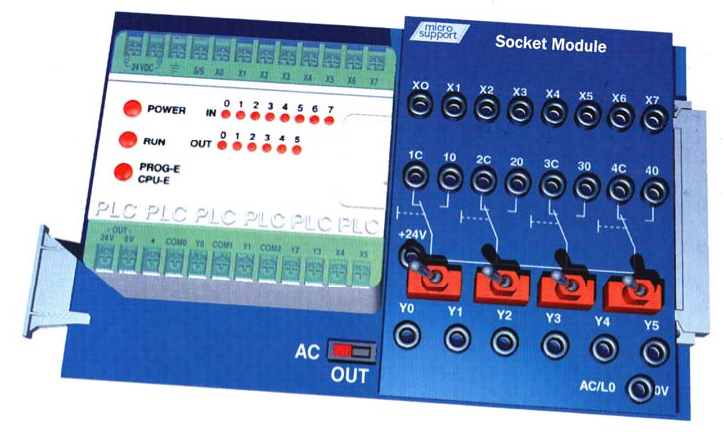 micro
support
Socket Module
24 VDC S/S X0 X1 X2 X3 X4 X5 X6 X7
POWER
IN 0 1 2 3 4 5 6 7
RUN
OUT 0 1 2 3 4 5
PROG-E
CPU-E
PLC PLC PLC PLC PLC PLC
- OUT -
24V 0V COM0 Y0 COM1 Y1 COM2 Y2 Y3 X4 X5
AC
OUT
XO X1 X2 X3 X4 X5 X6 X7
1C 10 2C 20 3C 30 4C 40
+24V
Y0 Y1 Y2 Y3 Y4 Y5
AC/L0 0V